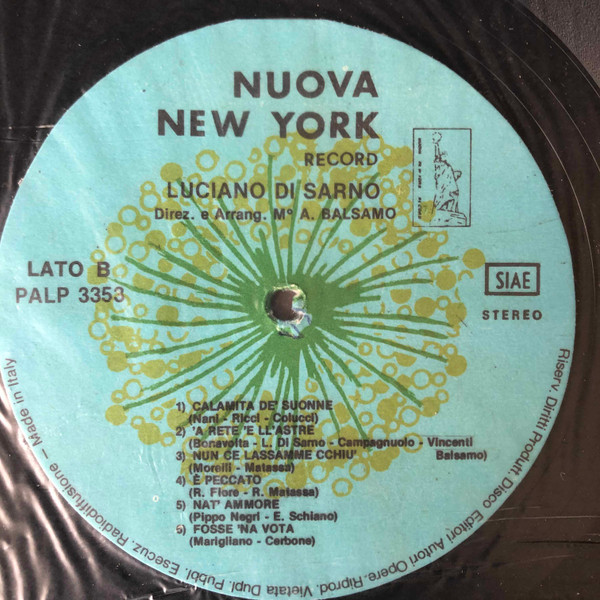 NUOVA
NEW YORK
RECORD
LUCIANO DI SARNO
Direz. e Arrang. M° A. BALSAMO
LATO B
PALP 3353
SIAE
STEREO
1) CALAMITA DE' SUONNE
(Nani - Ricci - Colucci)
2) 'A RETE 'E LL'ASTRE
(Bonavolta - L. Di Sarno - Campagnuolo - Vincenti
Balsamo)
3) NUN CE LASSAMME CCHIU'
(Morelli - Matassa)
4) È PECCATO
(R. Fiore - R. Matassa)
5) NAT' AMMORE
(Pippo Negri - E. Schiano)
6) FOSSE 'NA VOTA
(Marigliano - Cerbone)
Riserv. Diritti Produtt. Disco Editori Autori Opere. Riprod. Vietata Dupl. Pubbl. Esecuz. Radiodiffusione - Made in Italy